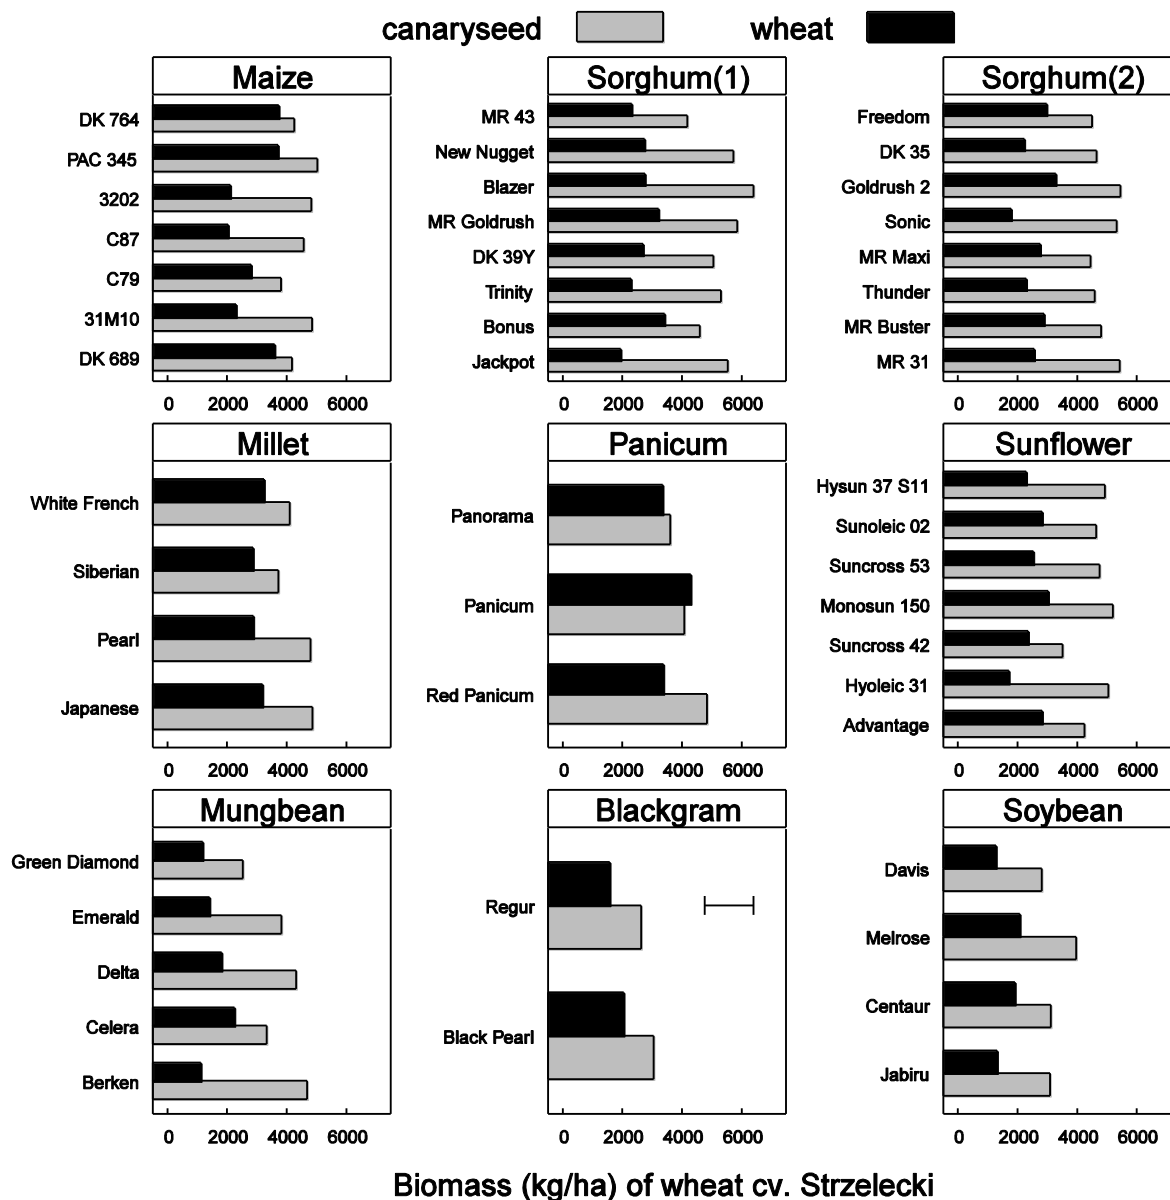 canaryseed wheat
Maize
DK 764
PAC 345
3202
C87
C79
31M10
DK 689
0 2000 4000 6000
Sorghum(1)
MR 43
New Nugget
Blazer
MR Goldrush
DK 39Y
Trinity
Bonus
Jackpot
0 2000 4000 6000
Sorghum(2)
Freedom
DK 35
Goldrush 2
Sonic
MR Maxi
Thunder
MR Buster
MR 31
0 2000 4000 6000
Millet
White French
Siberian
Pearl
Japanese
0 2000 4000 6000
Panicum
Panorama
Panicum
Red Panicum
0 2000 4000 6000
Sunflower
Hysun 37 S11
Sunoleic 02
Suncross 53
Monosun 150
Suncross 42
Hyoleic 31
Advantage
0 2000 4000 6000
Mungbean
Green Diamond
Emerald
Delta
Celera
Berken
0 2000 4000 6000
Blackgram
Regur
Black Pearl
0 2000 4000 6000
Soybean
Davis
Melrose
Centaur
Jabiru
0 2000 4000 6000
Biomass (kg/ha) of wheat cv. Strzelecki